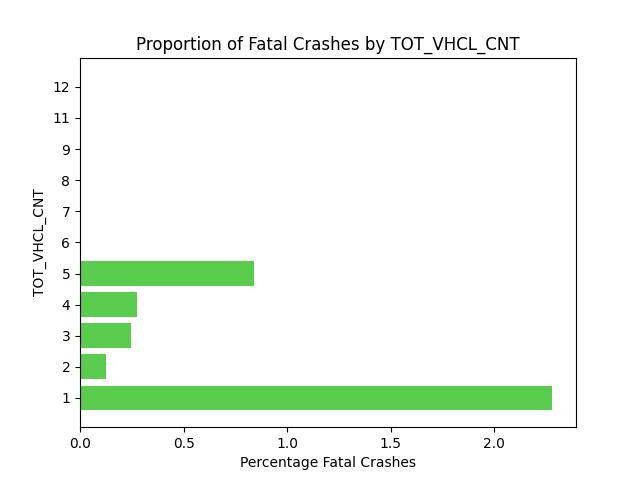 Proportion of Fatal Crashes by TOT_VHCL_CNT
12
11
9
8
7
6
5
4
3
2
1
TOT_VHCL_CNT
0.0 0.5 1.0 1.5 2.0
Percentage Fatal Crashes